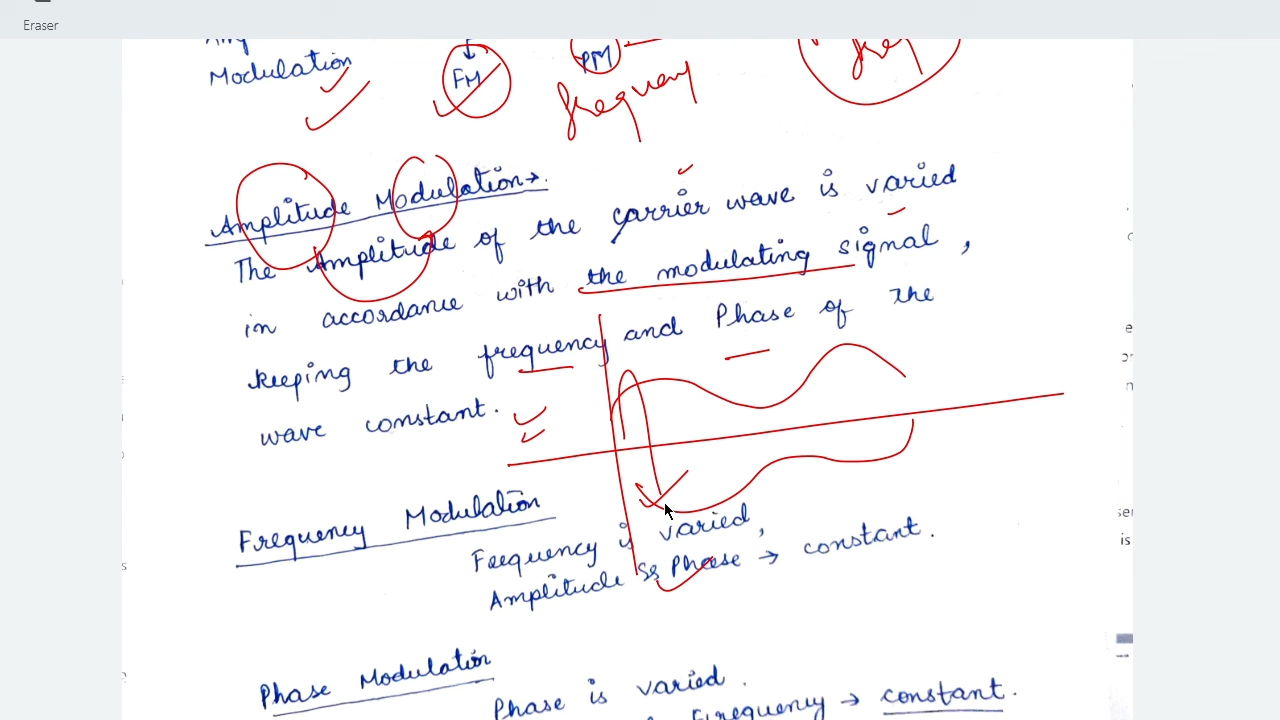 Eraser
Modulation
FM
PM
frequency
Amplitude Modulation→.
The Amplitude of the carrier wave is varied
in accordance with the modulating signal,
keeping the frequency and Phase of the
wave constant.
Frequency Modulation
Frequency is varied,
Amplitude & Phase → constant.
Phase Modulation
Phase is varied.
Frequency → constant.